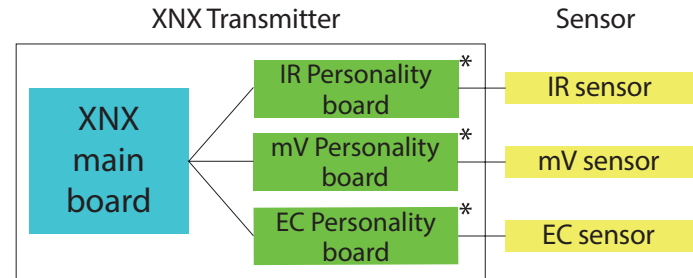 XNX Transmitter
Sensor
XNX
main
board
IR Personality
board
*
IR sensor
mV Personality
board
*
mV sensor
EC Personality
board
*
EC sensor